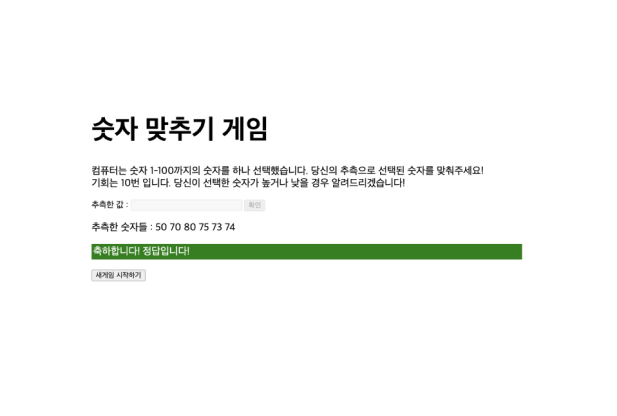 숫자 맞추기 게임
컴퓨터는 숫자 1-100까지의 숫자를 하나 선택했습니다. 당신의 추측으로 선택된 숫자를 맞춰주세요!
기회는 10번 입니다. 당신이 선택한 숫자가 높거나 낮을 경우 알려드리겠습니다!
추측한 값 : 확인
추측한 숫자들 : 50 70 80 75 73 74
축하합니다! 정답입니다!
새게임 시작하기